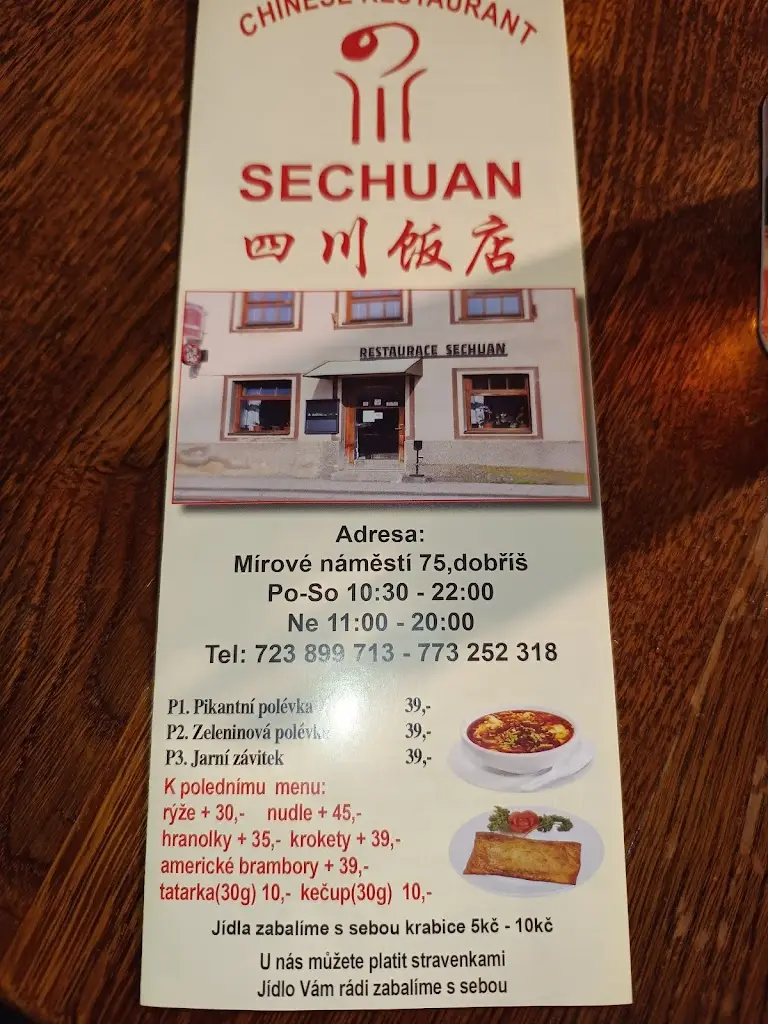 CHINESE RESTAURANT
SECHUAN
四川饭店
RESTAURACE SECHUAN
Adresa:
Mírové náměstí 75,dobříš
Po-So 10:30 - 22:00
Ne 11:00 - 20:00
Tel: 723 899 713 - 773 252 318
P1. Pikantní polévka 39,-
P2. Zeleninová polévka 39,-
P3. Jarní závitek 39,-
K polednímu menu:
rýže + 30,- nudle + 45,-
hranolky + 35,- krokety + 39,-
americké brambory + 39,-
tatarka(30g) 10,- kečup(30g) 10,-
Jídla zabalíme s sebou krabice 5kč - 10kč
U nás můžete platit stravenkami
Jídlo Vám rádi zabalíme s sebou